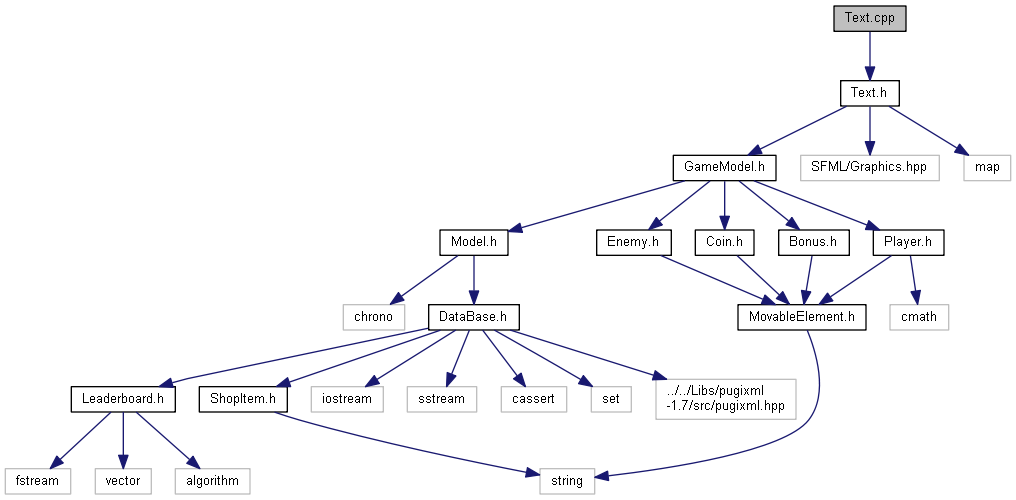 Text.cpp
Text.h
GameModel.h
SFML/Graphics.hpp
map
Model.h
Enemy.h
Coin.h
Bonus.h
Player.h
chrono
DataBase.h
MovableElement.h
cmath
Leaderboard.h
ShopItem.h
iostream
sstream
cassert
set
../../Libs/pugixml
-1.7/src/pugixml.hpp
fstream
vector
algorithm
string